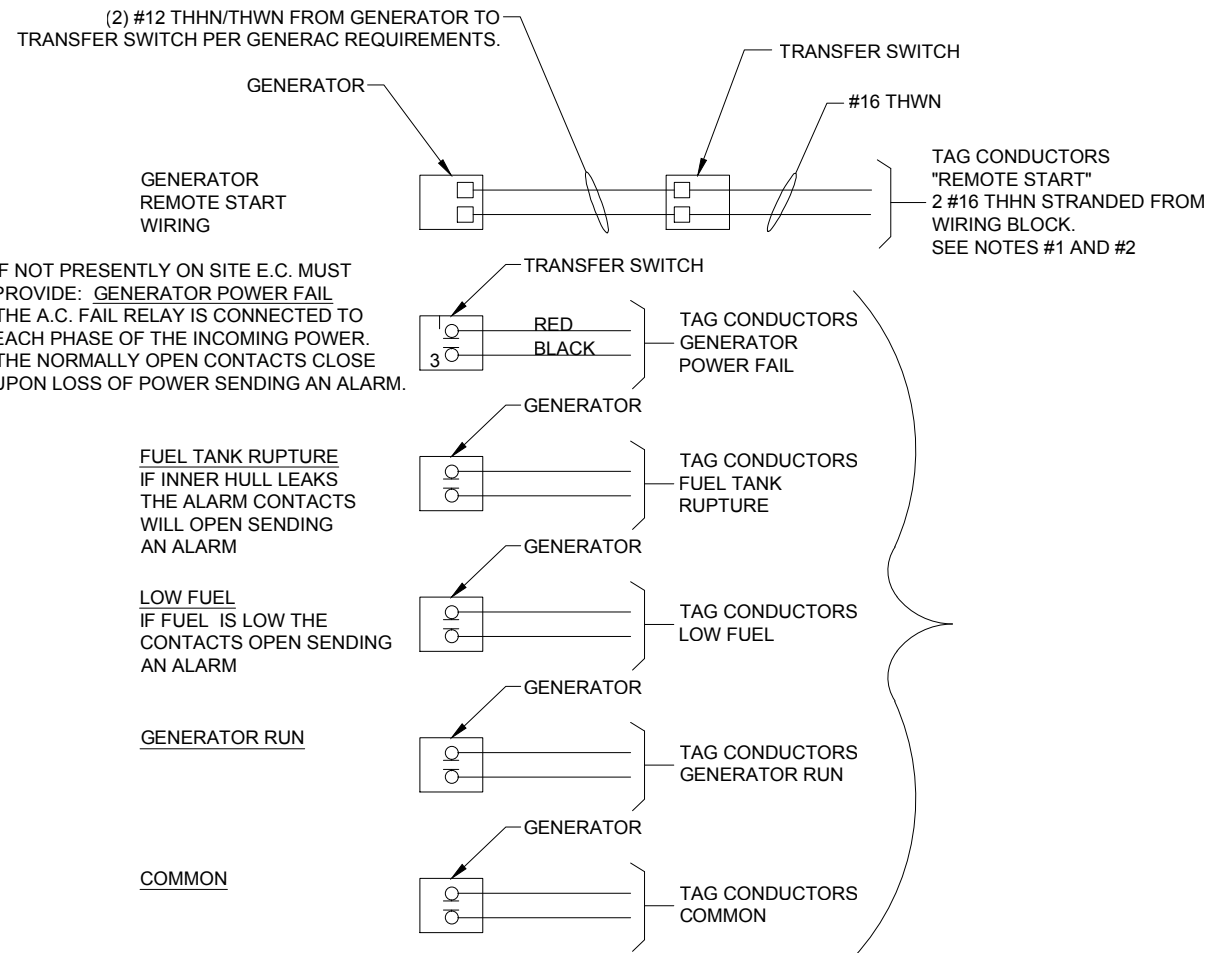 (2) #12 THHN/THWN FROM GENERATOR TO
TRANSFER SWITCH PER GENERAC REQUIREMENTS.
TRANSFER SWITCH
GENERATOR
#16 THWN
GENERATOR
REMOTE START
WIRING
TAG CONDUCTORS
"REMOTE START"
2 #16 THHN STRANDED FROM
WIRING BLOCK.
SEE NOTES #1 AND #2
IF NOT PRESENTLY ON SITE E.C. MUST
PROVIDE: GENERATOR POWER FAIL
THE A.C. FAIL RELAY IS CONNECTED TO
EACH PHASE OF THE INCOMING POWER.
THE NORMALLY OPEN CONTACTS CLOSE
UPON LOSS OF POWER SENDING AN ALARM.
TRANSFER SWITCH
1
3
RED
BLACK
TAG CONDUCTORS
GENERATOR
POWER FAIL
GENERATOR
FUEL TANK RUPTURE
IF INNER HULL LEAKS
THE ALARM CONTACTS
WILL OPEN SENDING
AN ALARM
TAG CONDUCTORS
FUEL TANK
RUPTURE
GENERATOR
LOW FUEL
IF FUEL IS LOW THE
CONTACTS OPEN SENDING
AN ALARM
TAG CONDUCTORS
LOW FUEL
GENERATOR
GENERATOR RUN
TAG CONDUCTORS
GENERATOR RUN
GENERATOR
COMMON
TAG CONDUCTORS
COMMON